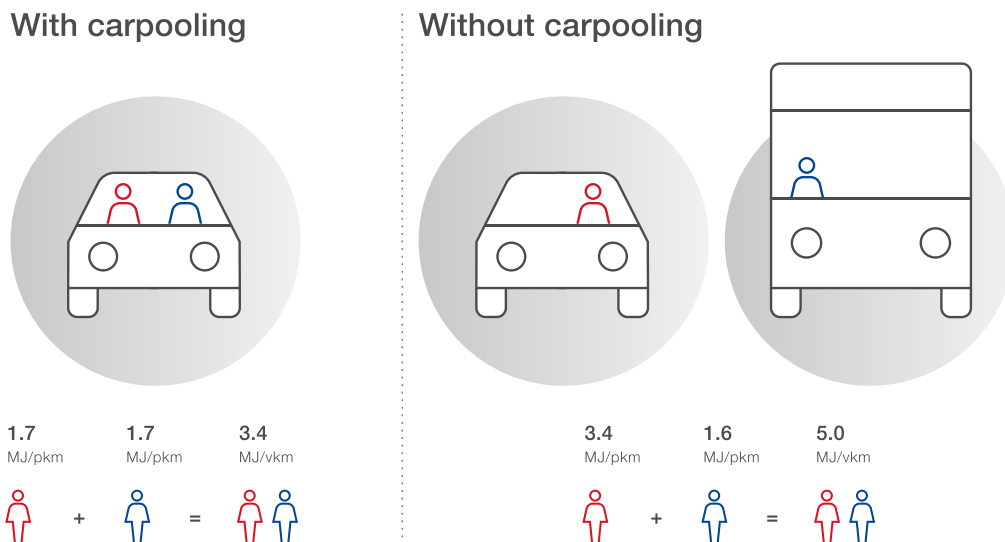 With carpooling
Without carpooling
1.7 1.7 3.4
MJ/pkm MJ/pkm MJ/vkm
+ =
3.4 1.6 5.0
MJ/pkm MJ/pkm MJ/vkm
+ =